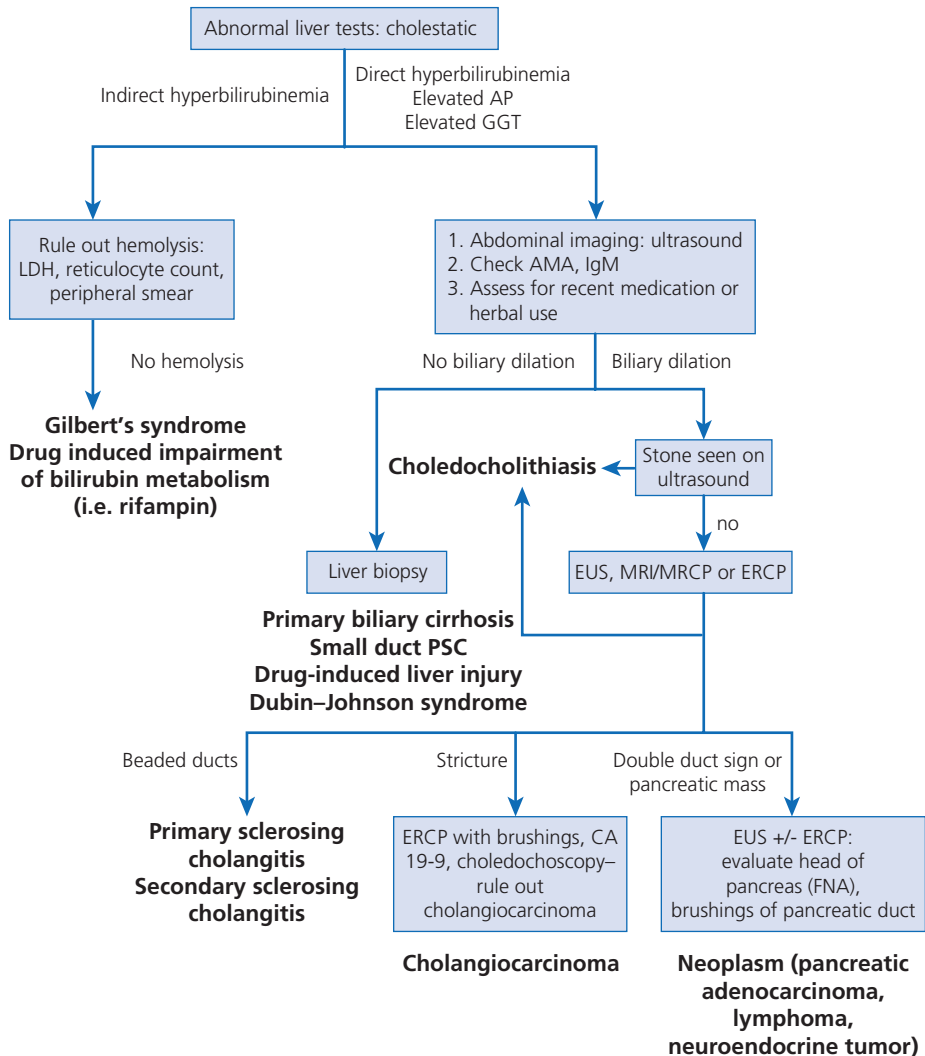 Abnormal liver tests: cholestatic
Indirect hyperbilirubinemia
Direct hyperbilirubinemia
Elevated AP
Elevated GGT
Rule out hemolysis:
LDH, reticulocyte count,
peripheral smear
1. Abdominal imaging: ultrasound
2. Check AMA, IgM
3. Assess for recent medication or
herbal use
No hemolysis
No biliary dilation
Biliary dilation
Gilbert's syndrome
Drug induced impairment
of bilirubin metabolism
(i.e. rifampin)
Choledocholithiasis
Stone seen on
ultrasound
no
Liver biopsy
EUS, MRI/MRCP or ERCP
Primary biliary cirrhosis
Small duct PSC
Drug-induced liver injury
Dubin–Johnson syndrome
Beaded ducts
Stricture
Double duct sign or
pancreatic mass
Primary sclerosing
cholangitis
Secondary sclerosing
cholangitis
ERCP with brushings, CA
19-9, choledochoscopy–
rule out
cholangiocarcinoma
EUS +/- ERCP:
evaluate head of
pancreas (FNA),
brushings of pancreatic duct
Cholangiocarcinoma
Neoplasm (pancreatic
adenocarcinoma,
lymphoma,
neuroendocrine tumor)